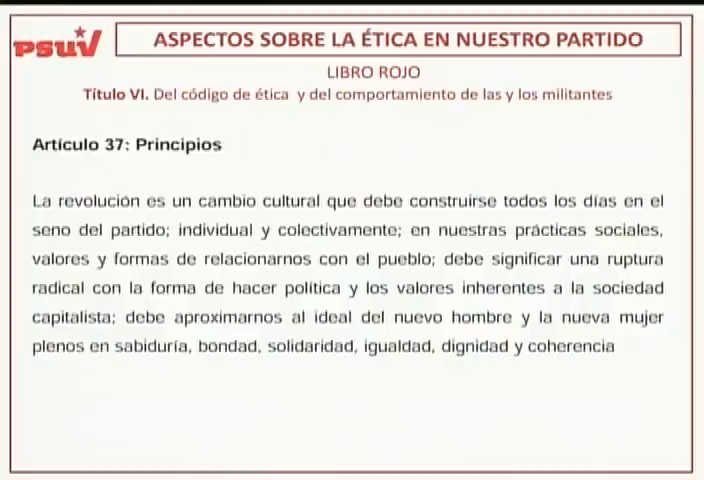 PSUV
ASPECTOS SOBRE LA ÉTICA EN NUESTRO PARTIDO
LIBRO ROJO
Título VI. Del código de ética y del comportamiento de las y los militantes
Artículo 37: Principios
La revolución es un cambio cultural que debe construirse todos los días en el
seno del partido; individual y colectivamente; en nuestras prácticas sociales,
valores y formas de relacionarnos con el pueblo; debe significar una ruptura
radical con la forma de hacer política y los valores inherentes a la sociedad
capitalista; debe aproximarnos al ideal del nuevo hombre y la nueva mujer
plenos en sabiduría, bondad, solidaridad, igualdad, dignidad y coherencia